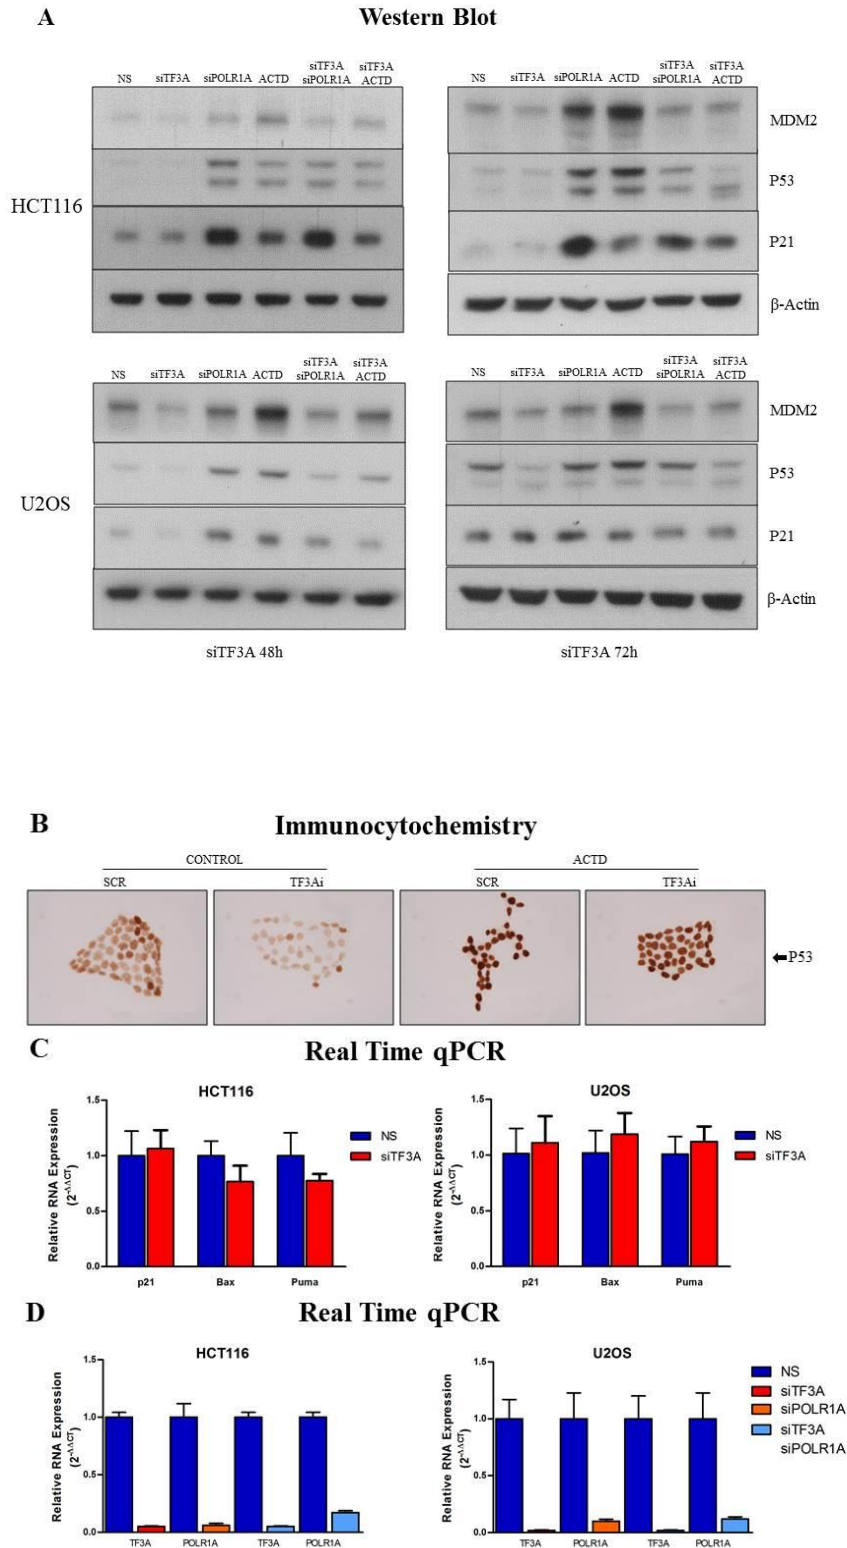 A
Western Blot
NS siTF3A siPOLR1A ACTD siTF3A siPOLR1A siTF3A ACTD
NS siTF3A siPOLR1A ACTD siTF3A siPOLR1A siTF3A ACTD
HCT116
MDM2
P53
P21
β-Actin
NS siTF3A siPOLR1A ACTD siTF3A siPOLR1A siTF3A ACTD
NS siTF3A siPOLR1A ACTD siTF3A siPOLR1A siTF3A ACTD
U2OS
MDM2
P53
P21
β-Actin
siTF3A 48h
siTF3A 72h
B
Immunocytochemistry
CONTROL
ACTD
SCR TF3Ai SCR TF3Ai
P53
C
Real Time qPCR
HCT116
Relative RNA Expression
(2-ΔΔCT)
1.5
1.0
0.5
0.0
p21 Bax Puma
NS
siTF3A
U2OS
Relative RNA Expression
(2-ΔΔCT)
1.5
1.0
0.5
0.0
p21 Bax Puma
NS
siTF3A
D
Real Time qPCR
HCT116
Relative RNA Expression
(2-ΔΔCT)
1.5
1.0
0.5
0.0
TF3A POLR1A TF3A POLR1A
U2OS
Relative RNA Expression
(2-ΔΔCT)
1.5
1.0
0.5
0.0
TF3A POLR1A TF3A POLR1A
NS
siTF3A
siPOLR1A
siTF3A
siPOLR1A